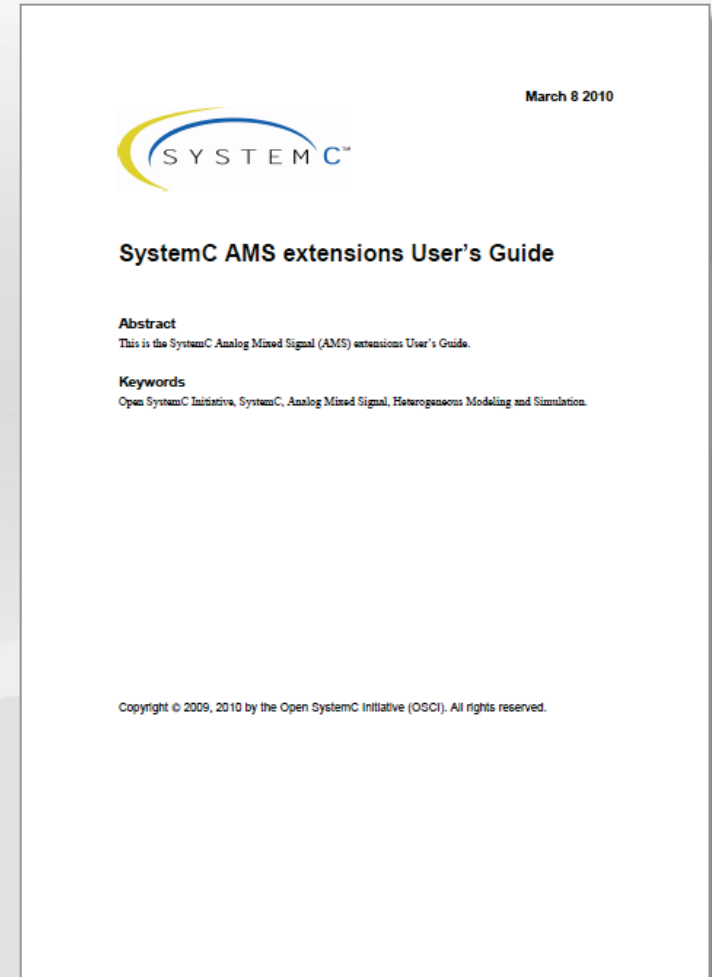 March 8 2010
SYSTEMC™
SystemC AMS extensions User's Guide
Abstract
This is the SystemC Analog Mixed Signal (AMS) extensions User's Guide.
Keywords
Open SystemC Initiative, SystemC, Analog Mixed Signal, Heterogeneous Modeling and Simulation.
Copyright © 2009, 2010 by the Open SystemC Initiative (OSCI). All rights reserved.